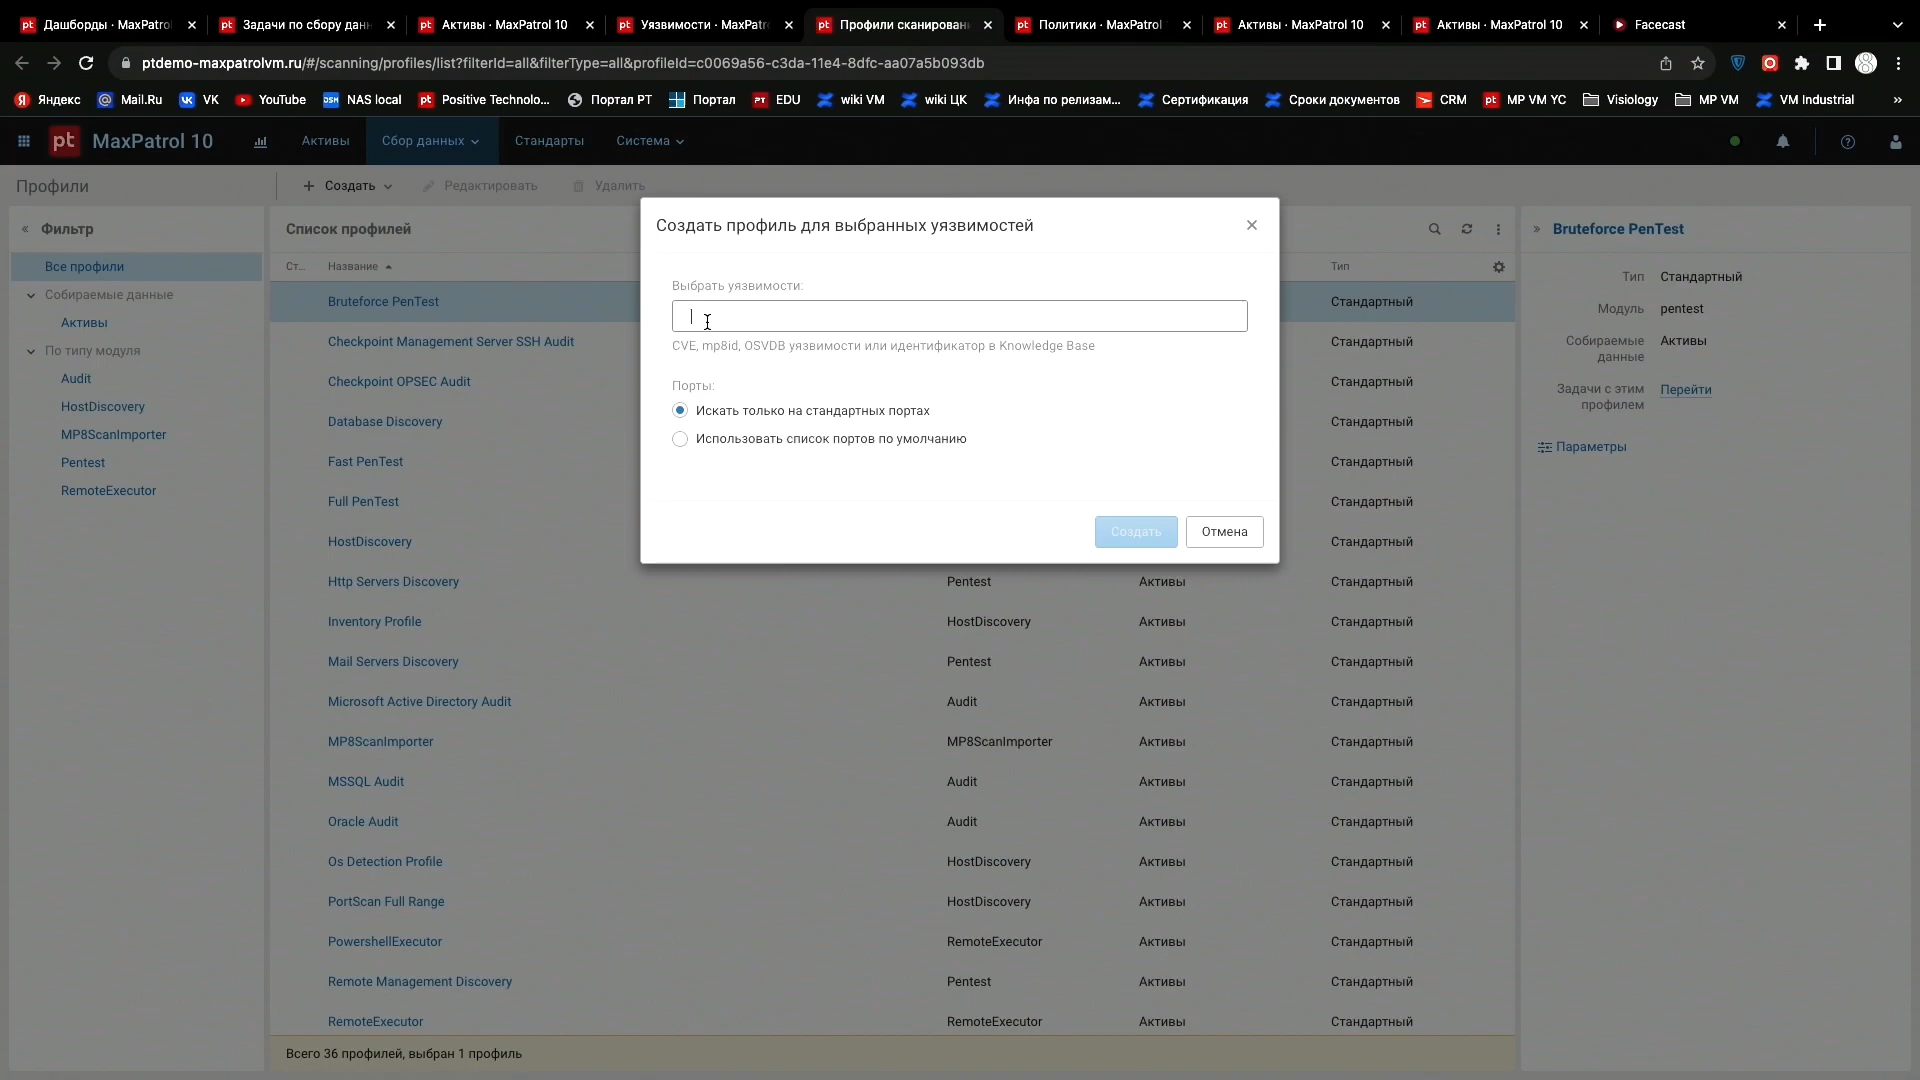 Дашборды · MaxPatrol
Задачи по сбору данн
Активы · MaxPatrol 10
Уязвимости · MaxPatro
Профили сканировани
Политики · MaxPatrol
Активы · MaxPatrol 10
Активы · MaxPatrol 10
Facecast
ptdemo-maxpatrolvm.ru/#/scanning/profiles/list?filterId=all&filterType=all&profileId=c0069a56-c3da-11e4-8dfc-aa07a5b093db
Яндекс
Mail.Ru
VK
YouTube
NAS local
Positive Technolo...
Портал PT
Портал
EDU
wiki VM
wiki ЦК
Инфа по релизам...
Сертификация
Сроки документов
CRM
MP VM YC
Visiology
MP VM
VM Industrial
»
pt MaxPatrol 10
Активы
Сбор данных
Стандарты
Система
Профили
Создать
Редактировать
Удалить
« Фильтр
Все профили
Собираемые данные
Активы
По типу модуля
Audit
HostDiscovery
MP8ScanImporter
Pentest
RemoteExecutor
Список профилей
Ст... Название Тип
Bruteforce PenTest Стандартный
Checkpoint Management Server SSH Audit Стандартный
Checkpoint OPSEC Audit Стандартный
Database Discovery Стандартный
Fast PenTest Стандартный
Full PenTest Стандартный
HostDiscovery Стандартный
Http Servers Discovery Pentest Активы Стандартный
Inventory Profile HostDiscovery Активы Стандартный
Mail Servers Discovery Pentest Активы Стандартный
Microsoft Active Directory Audit Audit Активы Стандартный
MP8ScanImporter MP8ScanImporter Активы Стандартный
MSSQL Audit Audit Активы Стандартный
Oracle Audit Audit Активы Стандартный
Os Detection Profile HostDiscovery Активы Стандартный
PortScan Full Range HostDiscovery Активы Стандартный
PowershellExecutor RemoteExecutor Активы Стандартный
Remote Management Discovery Pentest Активы Стандартный
RemoteExecutor RemoteExecutor Активы Стандартный
Всего 36 профилей, выбран 1 профиль
Создать профиль для выбранных уязвимостей
Выбрать уязвимости:
CVE, mp8id, OSVDB уязвимости или идентификатор в Knowledge Base
Порты:
Искать только на стандартных портах
Использовать список портов по умолчанию
Создать
Отмена
» Bruteforce PenTest
Тип Стандартный
Модуль pentest
Собираемые Активы
данные
Задачи с этим Перейти
профилем
Параметры